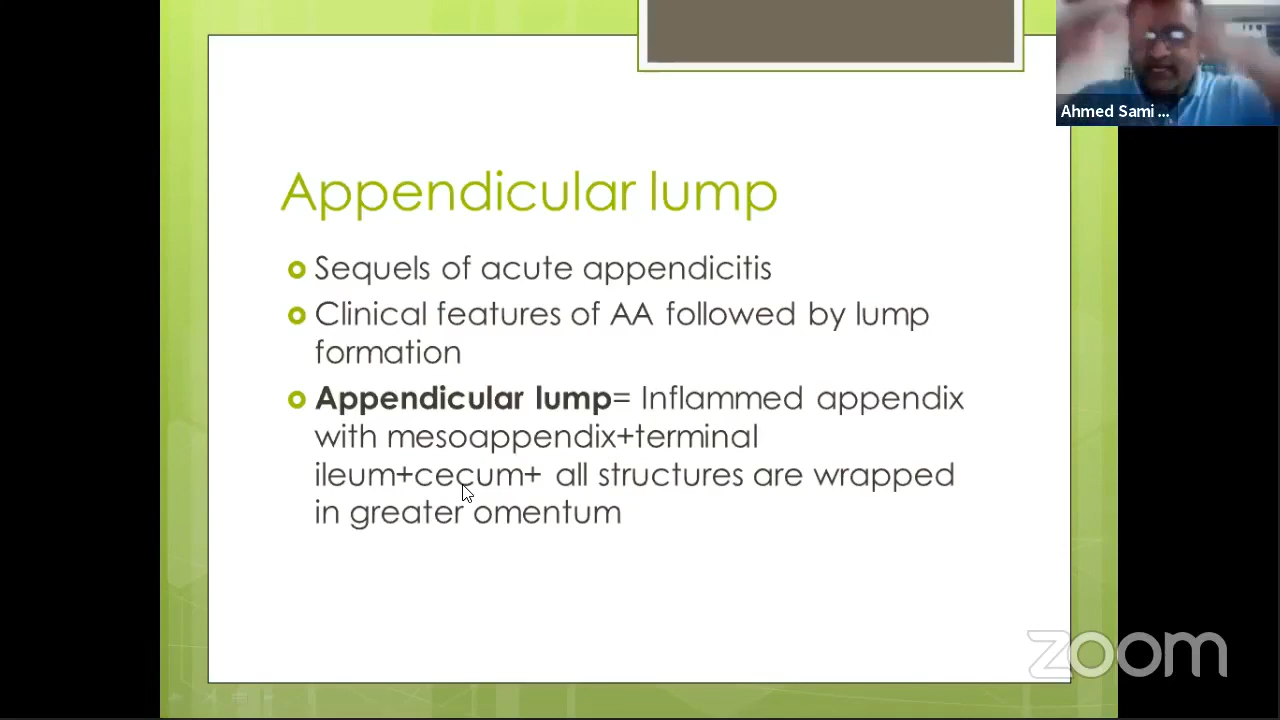 Ahmed Sami ...
Appendicular lump
Sequels of acute appendicitis
Clinical features of AA followed by lump
formation
Appendicular lump= Inflammed appendix
with mesoappendix+terminal
ileum+cecum+ all structures are wrapped
in greater omentum
zoom